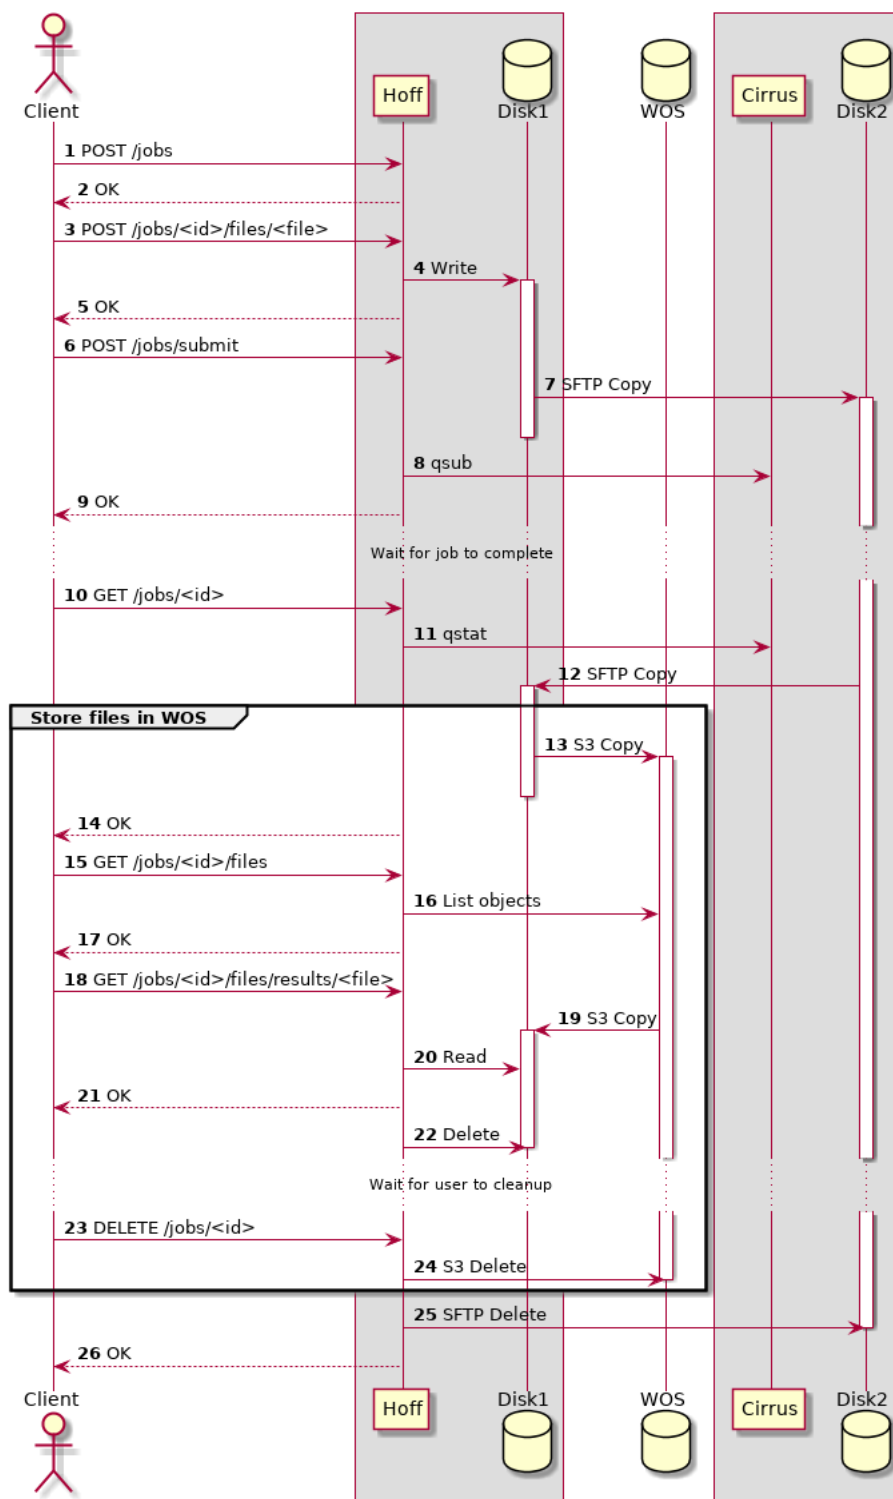 Client
Hoff
Disk1
WOS
Cirrus
Disk2
1 POST /jobs
2 OK
3 POST /jobs/<id>/files/<file>
4 Write
5 OK
6 POST /jobs/submit
7 SFTP Copy
8 qsub
9 OK
Wait for job to complete
10 GET /jobs/<id>
11 qstat
12 SFTP Copy
Store files in WOS
13 S3 Copy
14 OK
15 GET /jobs/<id>/files
16 List objects
17 OK
18 GET /jobs/<id>/files/results/<file>
19 S3 Copy
20 Read
21 OK
22 Delete
Wait for user to cleanup
23 DELETE /jobs/<id>
24 S3 Delete
25 SFTP Delete
26 OK
Client
Hoff
Disk1
WOS
Cirrus
Disk2